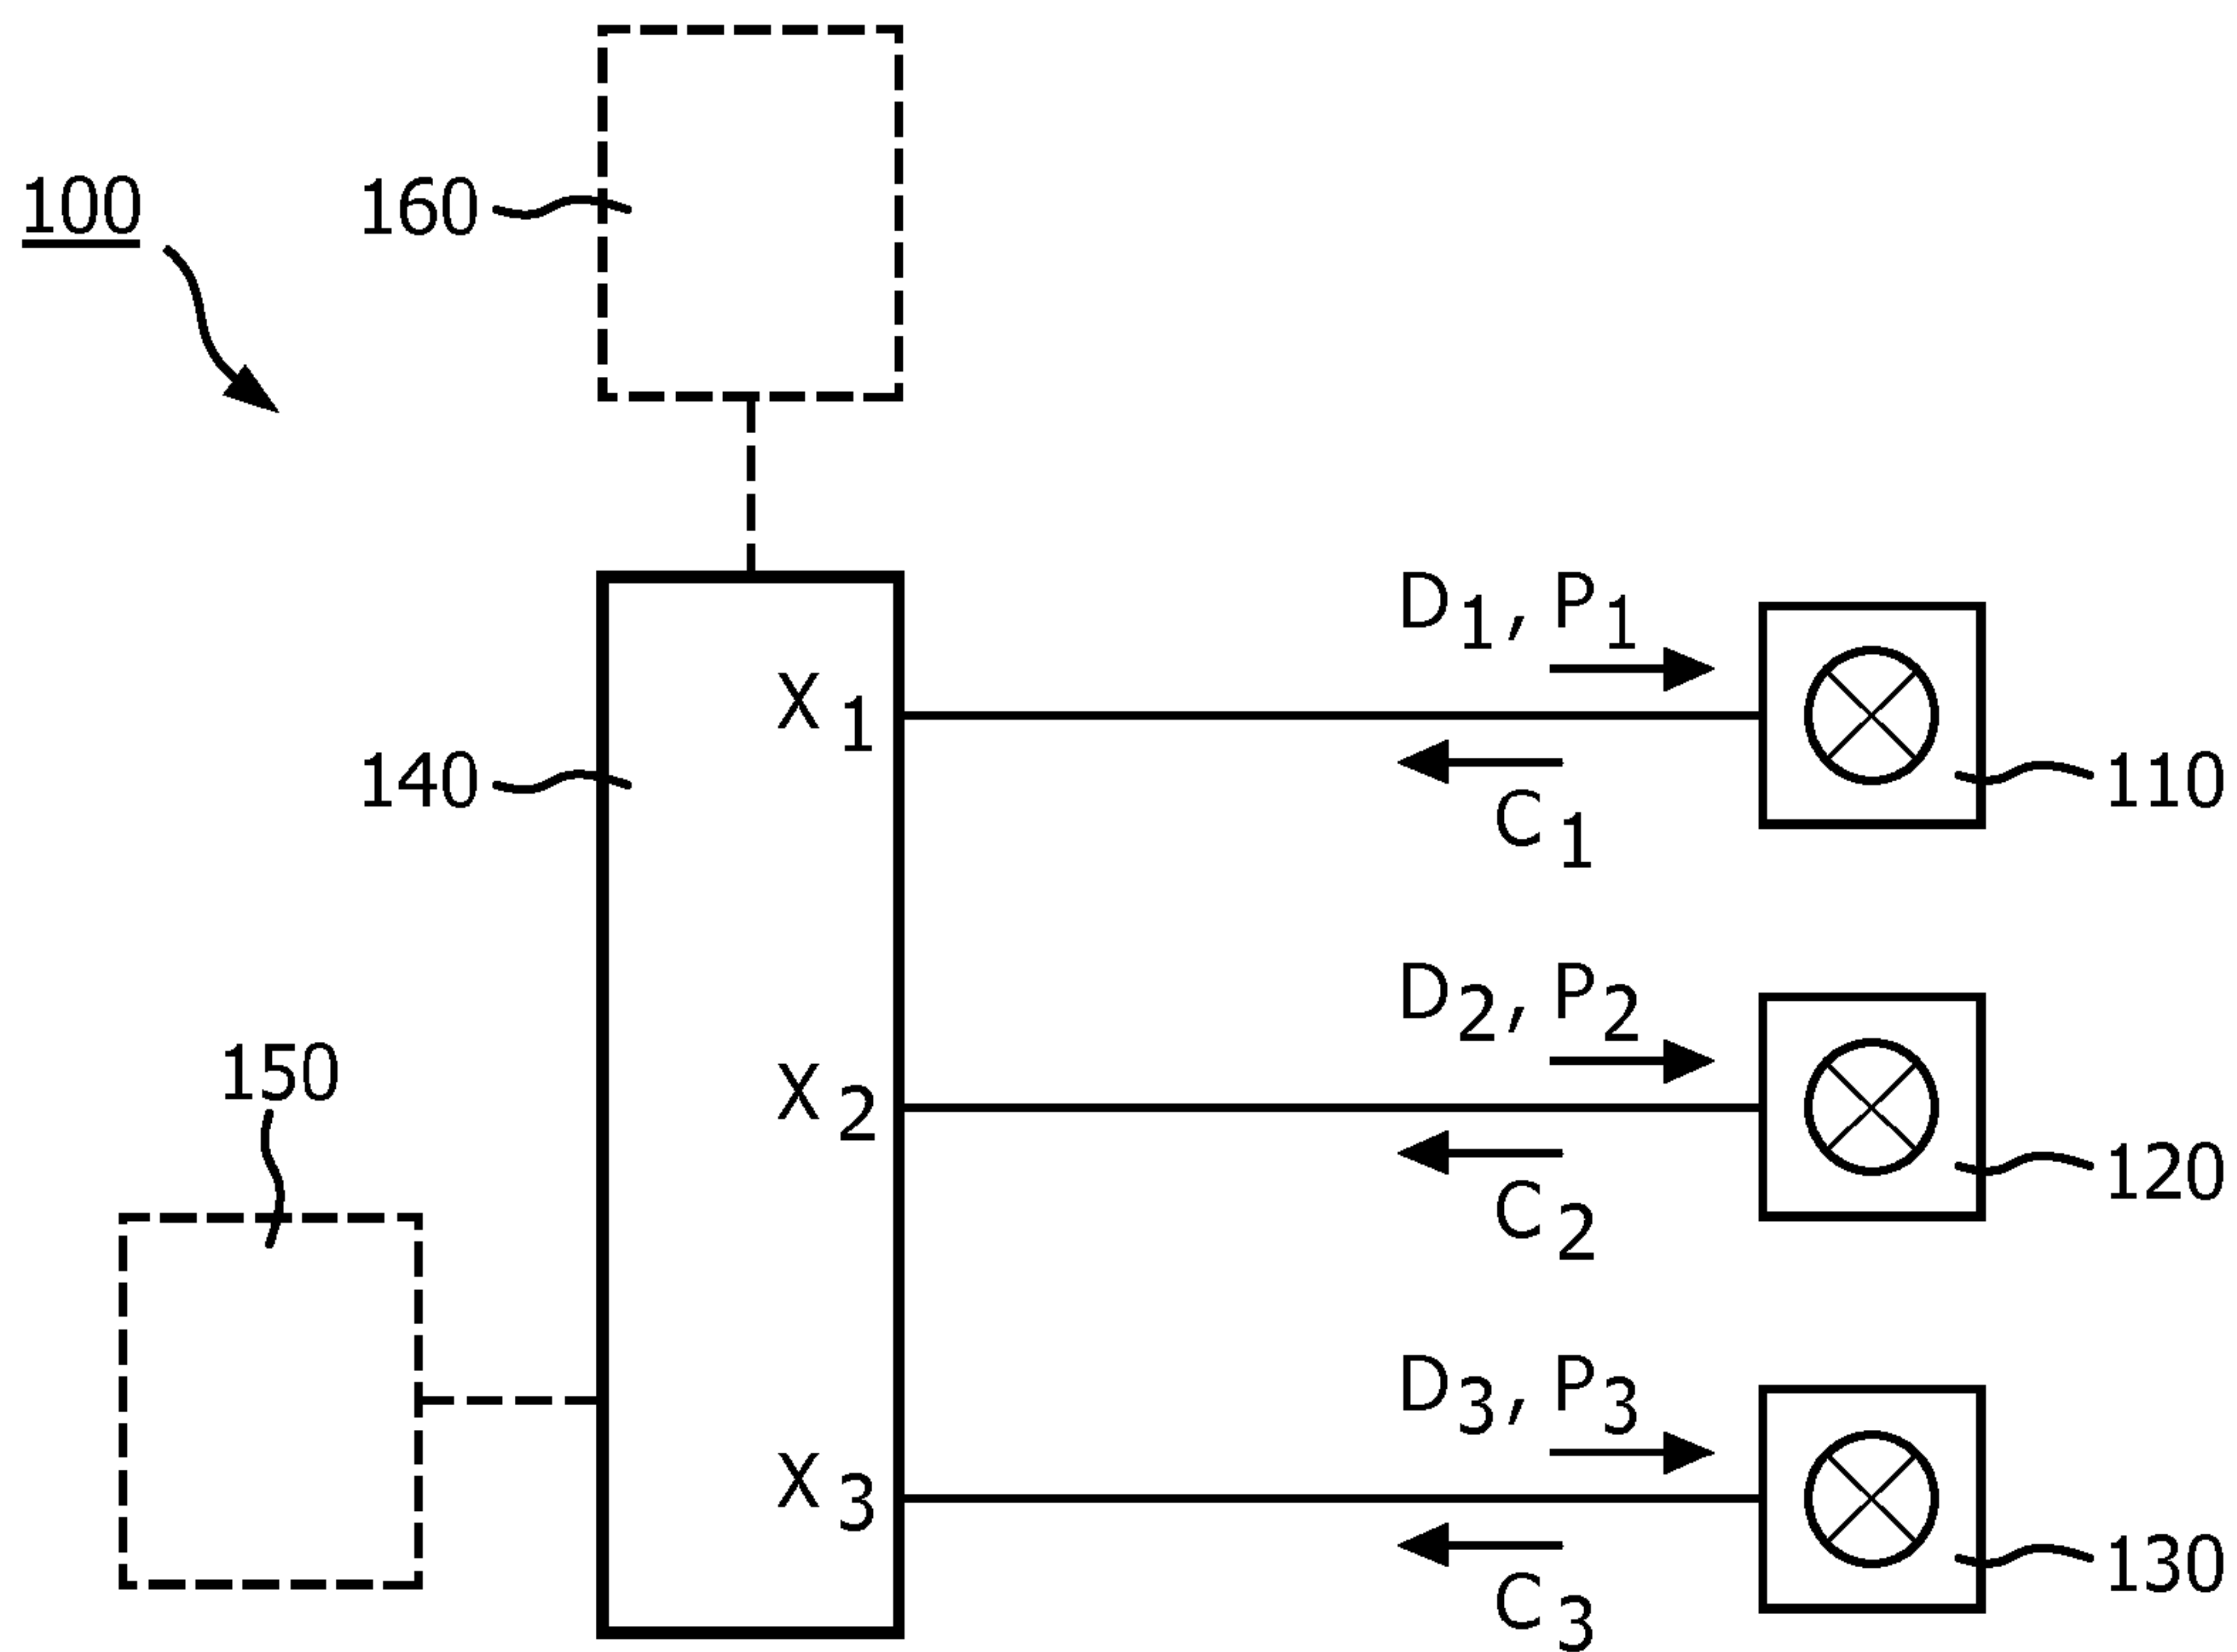 100
160
D1, P1
X1
140
110
C1
D2, P2
150
X2
120
C2
D3, P3
X3
130
C3